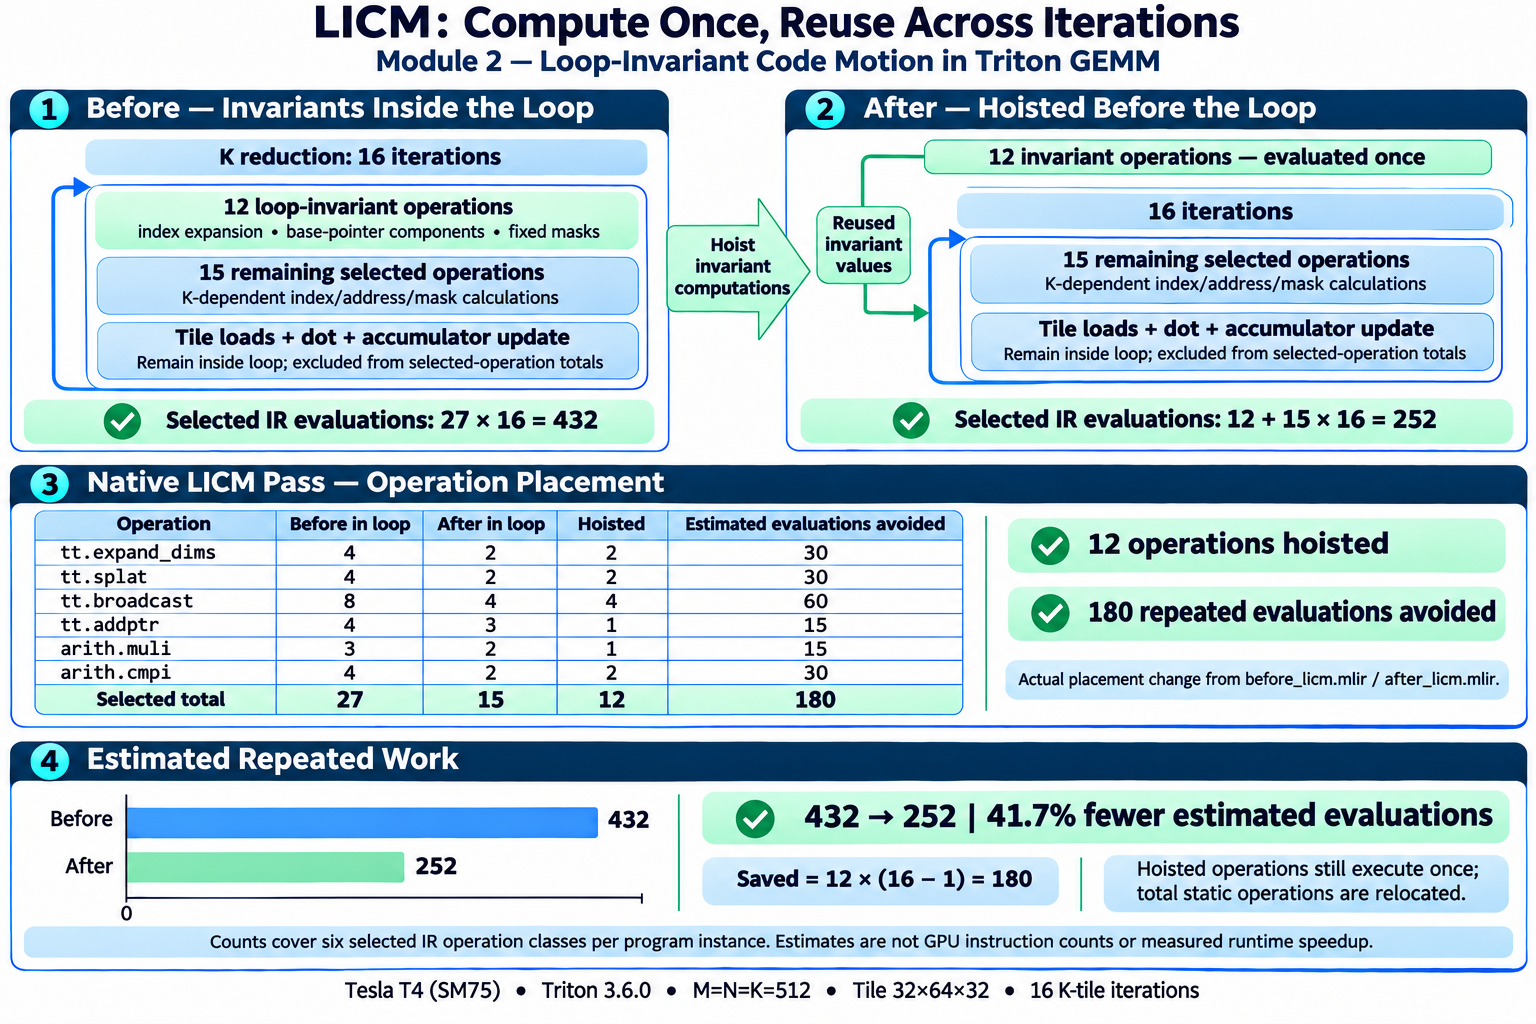 LICM: Compute Once, Reuse Across Iterations
Module 2 — Loop-Invariant Code Motion in Triton GEMM
1 Before — Invariants Inside the Loop
K reduction: 16 iterations
12 loop-invariant operations
index expansion • base-pointer components • fixed masks
15 remaining selected operations
K-dependent index/address/mask calculations
Tile loads + dot + accumulator update
Remain inside loop; excluded from selected-operation totals
Selected IR evaluations: 27 × 16 = 432
Hoist
invariant
computations
2 After — Hoisted Before the Loop
12 invariant operations — evaluated once
Reused
invariant
values
16 iterations
15 remaining selected operations
K-dependent index/address/mask calculations
Tile loads + dot + accumulator update
Remain inside loop; excluded from selected-operation totals
Selected IR evaluations: 12 + 15 × 16 = 252
3 Native LICM Pass — Operation Placement
Operation Before in loop After in loop Hoisted Estimated evaluations avoided
tt.expand_dims 4 2 2 30
tt.splat 4 2 2 30
tt.broadcast 8 4 4 60
tt.addptr 4 3 1 15
arith.muli 3 2 1 15
arith.cmpi 4 2 2 30
Selected total 27 15 12 180
12 operations hoisted
180 repeated evaluations avoided
Actual placement change from before_licm.mlir / after_licm.mlir.
4 Estimated Repeated Work
Before 432
After 252
0
432 → 252 | 41.7% fewer estimated evaluations
Saved = 12 × (16 − 1) = 180
Hoisted operations still execute once;
total static operations are relocated.
Counts cover six selected IR operation classes per program instance. Estimates are not GPU instruction counts or measured runtime speedup.
Tesla T4 (SM75) • Triton 3.6.0 • M=N=K=512 • Tile 32×64×32 • 16 K-tile iterations